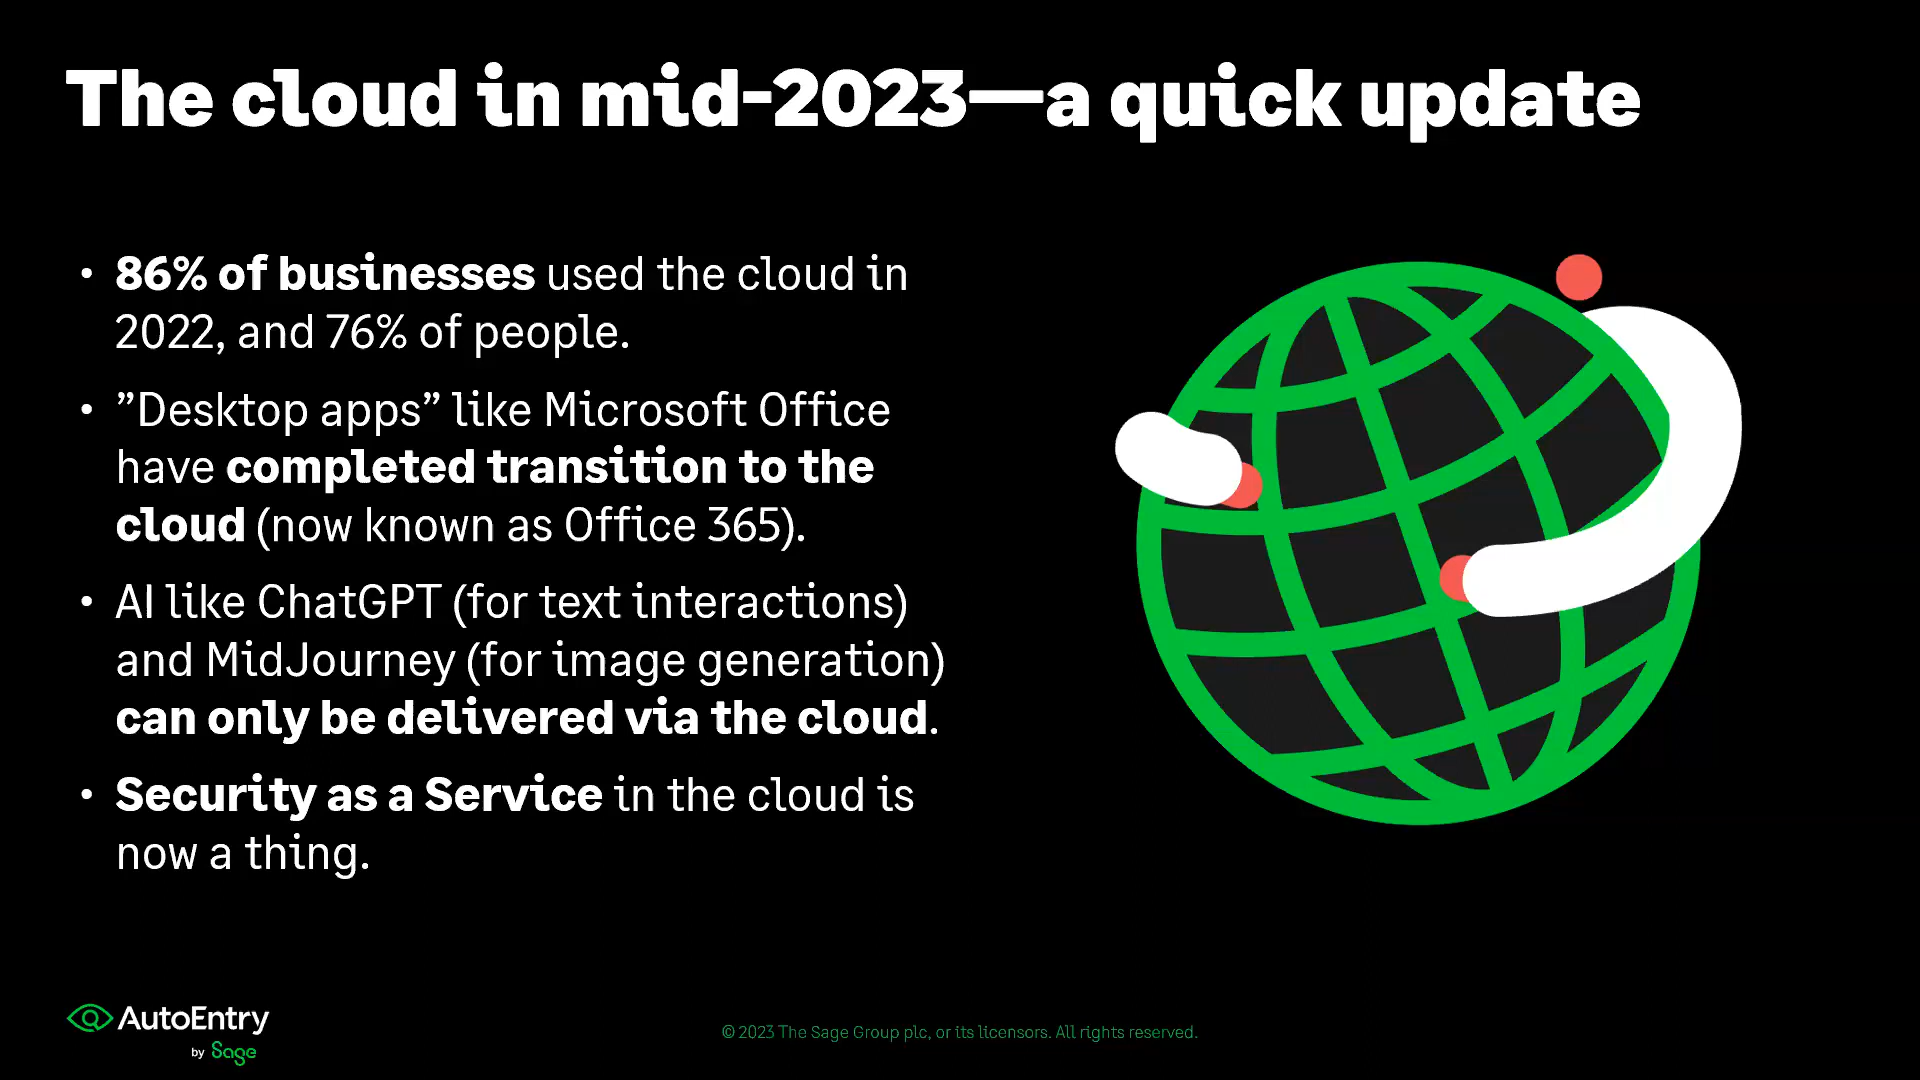 The cloud in mid-2023—a quick update
• 86% of businesses used the cloud in
2022, and 76% of people.
• ”Desktop apps” like Microsoft Office
have completed transition to the
cloud (now known as Office 365).
• AI like ChatGPT (for text interactions)
and MidJourney (for image generation)
can only be delivered via the cloud.
• Security as a Service in the cloud is
now a thing.
AutoEntry
by Sage
© 2023 The Sage Group plc, or its licensors. All rights reserved.